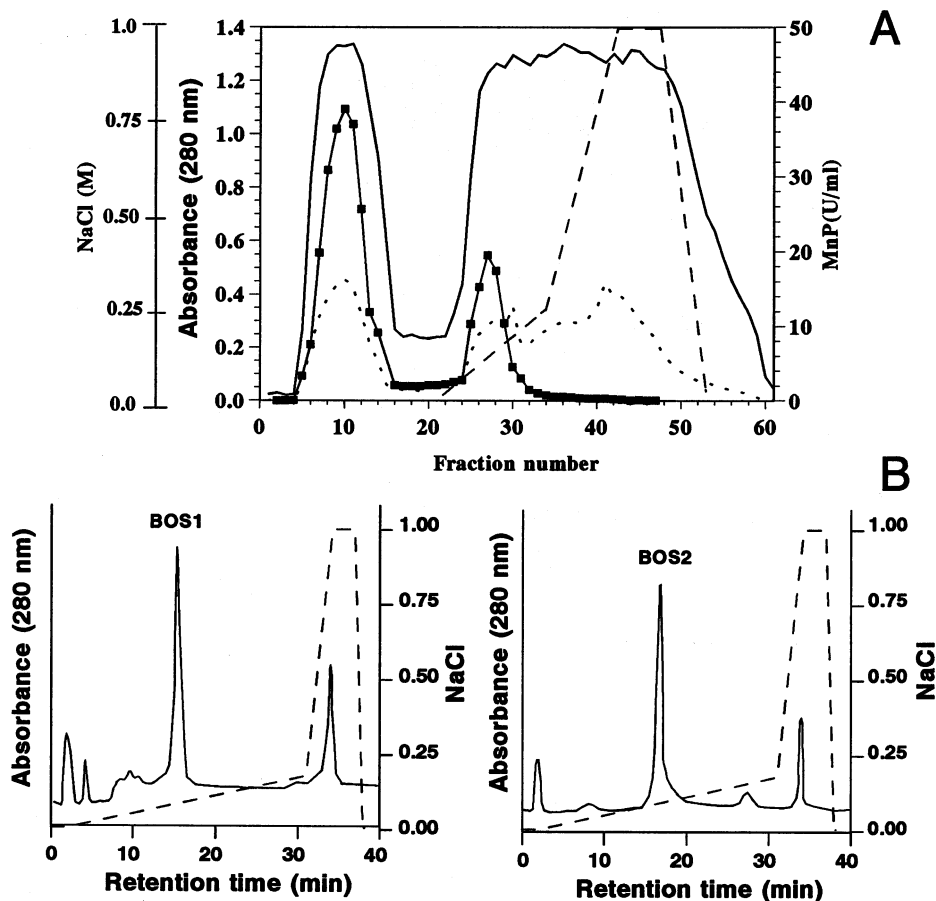 A
1.0
0.75
0.50
0.25
0.0
NaCl (M)
1.4
1.2
1.0
0.8
0.6
0.4
0.2
0.0
Absorbance (280 nm)
50
40
30
20
10
0
MnP(U/ml)
0 10 20 30 40 50 60
Fraction number
B
BOS1
Absorbance (280 nm)
1.00
0.75
0.50
0.25
0.00
NaCl
0 10 20 30 40
Retention time (min)
BOS2
Absorbance (280 nm)
1.00
0.75
0.50
0.25
0.00
NaCl
0 10 20 30 40
Retention time (min)